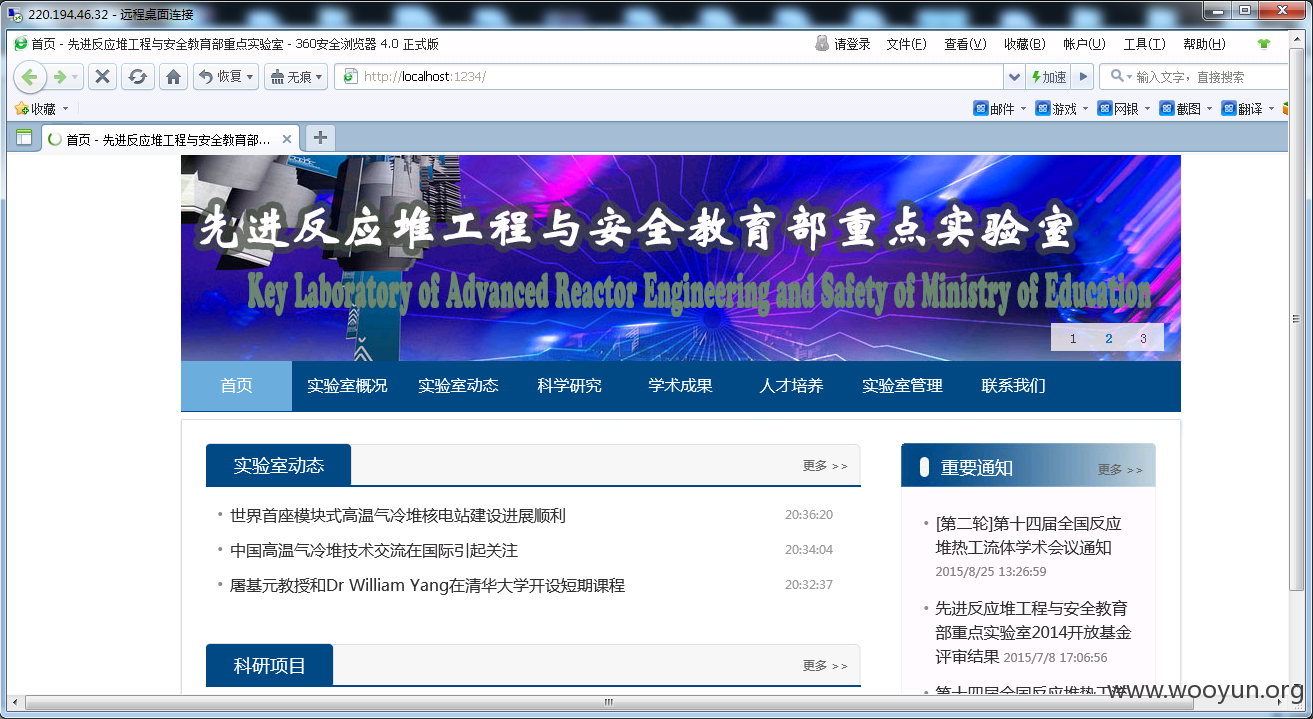 220.194.46.32 - 远程桌面连接
首页 - 先进反应堆工程与安全教育部重点实验室 - 360安全浏览器 4.0 正式版
请登录 文件(F) 查看(V) 收藏(B) 帐户(U) 工具(T) 帮助(H)
恢复 无痕 http://localhost:1234/ 加速 输入文字，直接搜索
收藏 邮件 游戏 网银 截图 翻译
首页 - 先进反应堆工程与安全教育部...
先进反应堆工程与安全教育部重点实验室
Key Laboratory of Advanced Reactor Engineering and Safety of Ministry of Education
1 2 3
首页 实验室概况 实验室动态 科学研究 学术成果 人才培养 实验室管理 联系我们
实验室动态 更多 >>
世界首座模块式高温气冷堆核电站建设进展顺利 20:36:20
中国高温气冷堆技术交流在国际引起关注 20:34:04
屠基元教授和Dr William Yang在清华大学开设短期课程 20:32:37
科研项目 更多 >>
重要通知 更多 >>
[第二轮]第十四届全国反应
堆热工流体学术会议通知
2015/8/25 13:26:59
先进反应堆工程与安全教育
部重点实验室2014开放基金
评审结果 2015/7/8 17:06:56
第十四届全国反应堆热工
www.wooyun.org